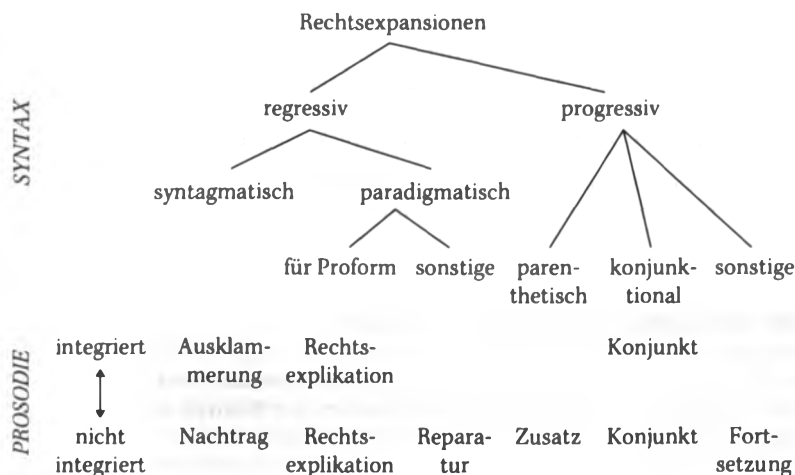 Rechtsexpansionen
SYNTAX
regressiv progressiv
syntagmatisch paradigmatisch
für Proform sonstige paren- konjunk- sonstige
thetisch tional
PROSODIE
integriert Ausklam- Rechts- Konjunkt
merung explikation
nicht Nachtrag Rechts- Repara- Zusatz Konjunkt Fort-
integriert explikation tur setzung